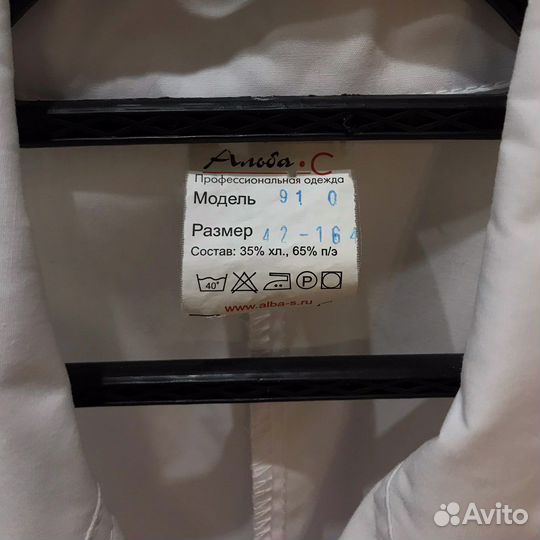 Альба•С
Профессиональная одежда
Модель 91 0
Размер 42-164
Состав: 35% хл., 65% п/э
40° P
www.alba-s.ru
Avito